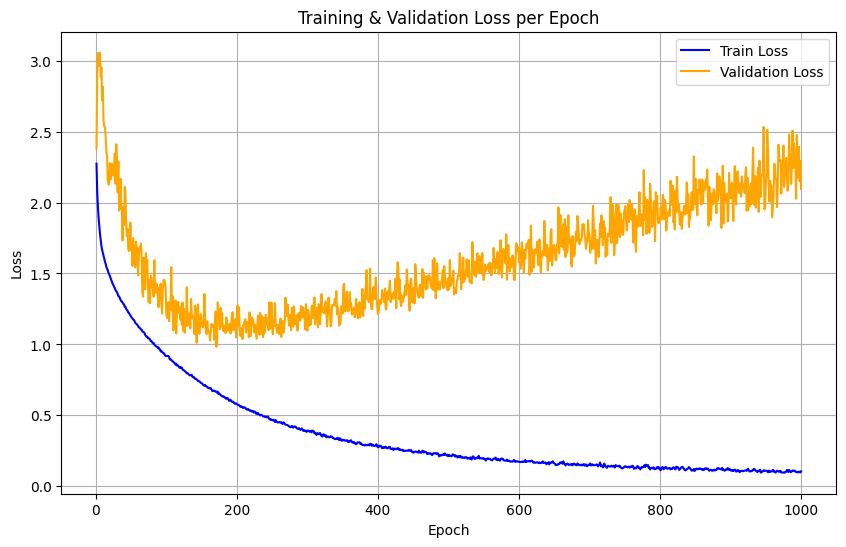 Training & Validation Loss per Epoch
Train Loss
Validation Loss
3.0
2.5
2.0
1.5
1.0
0.5
0.0
Loss
0 200 400 600 800 1000
Epoch